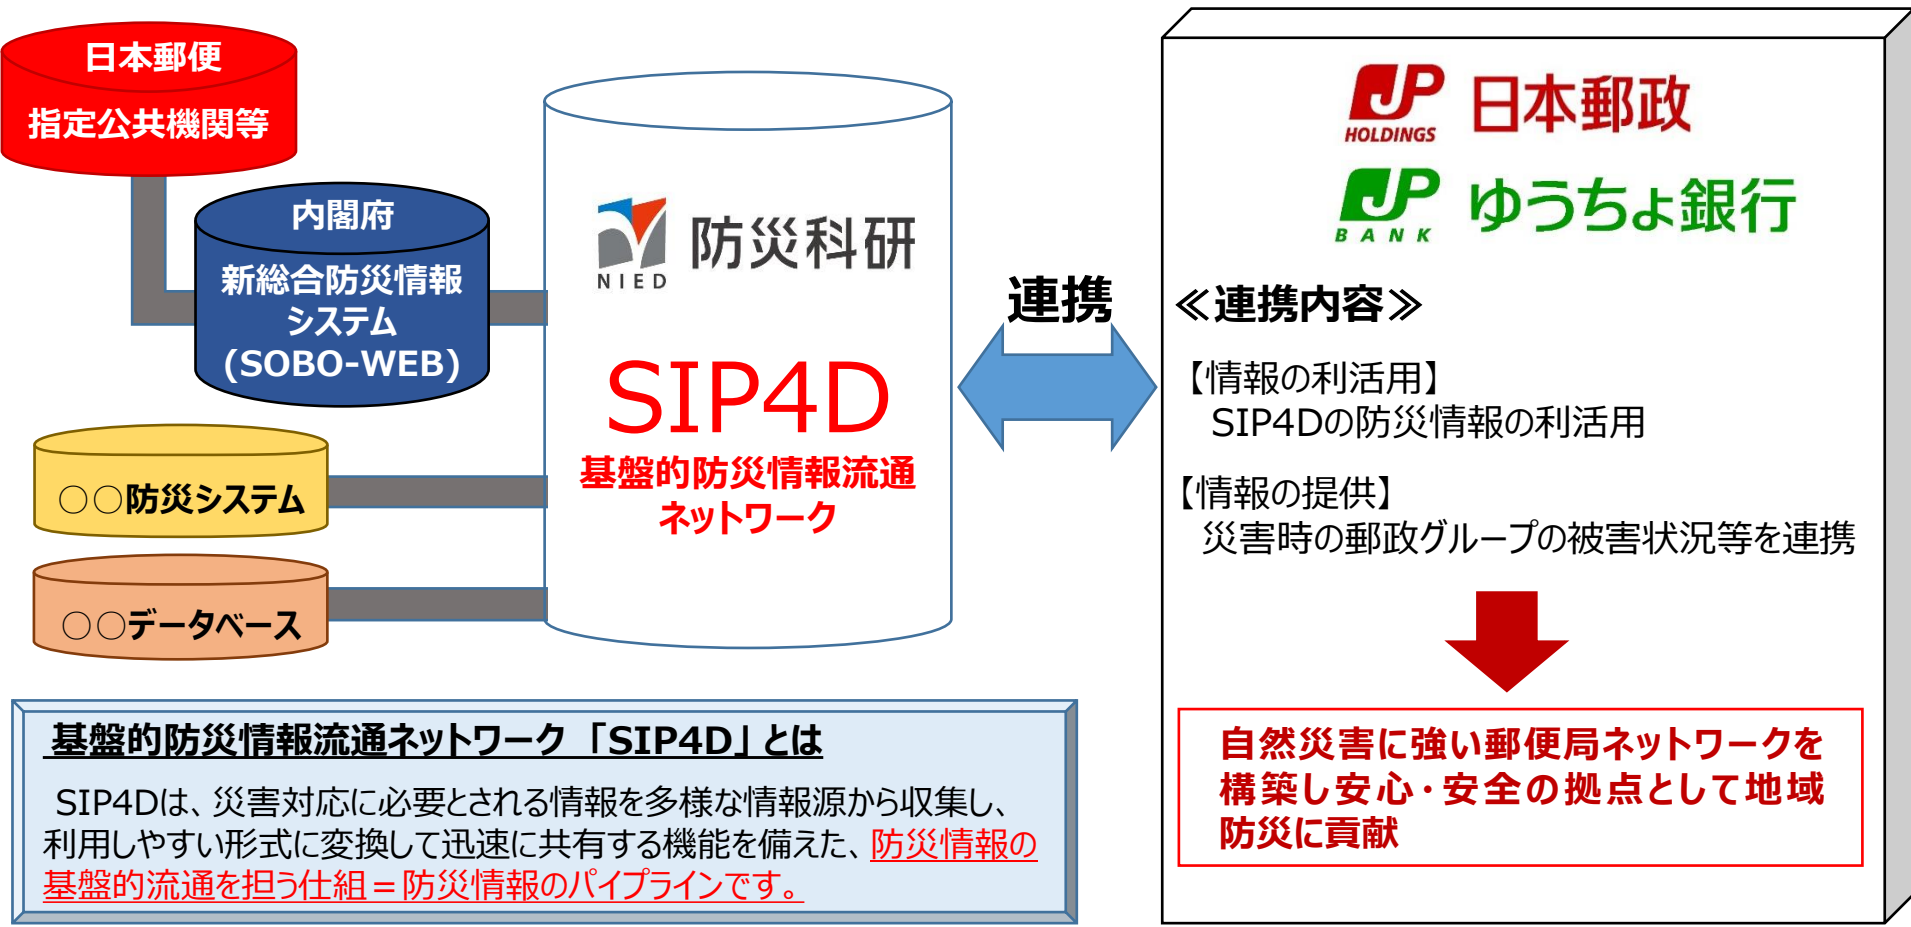 日本郵便
指定公共機関等
内閣府
新総合防災情報
システム
(SOBO-WEB)
○○防災システム
○○データベース
NIED
防災科研
SIP4D
基盤的防災情報流通
ネットワーク
連携
JP
HOLDINGS
日本郵政
JP
BANK
ゆうちょ銀行
≪連携内容≫
【情報の利活用】
SIP4Dの防災情報の利活用
【情報の提供】
災害時の郵政グループの被害状況等を連携
自然災害に強い郵便局ネットワークを
構築し安心・安全の拠点として地域
防災に貢献
基盤的防災情報流通ネットワーク「SIP4D」とは
SIP4Dは、災害対応に必要とされる情報を多様な情報源から収集し、
利用しやすい形式に変換して迅速に共有する機能を備えた、防災情報の
基盤的流通を担う仕組=防災情報のパイプラインです。